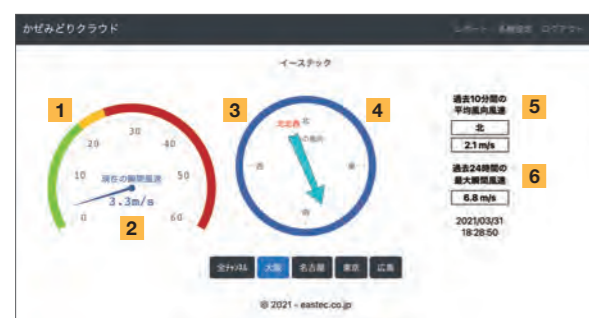 かぜみどりクラウド
レポート 各種設定 ログアウト
イーステック
1
2
3
4
5
6
0
10
20
30
40
50
60
現在の瞬間風速
3.3m/s
北北西
北
の風向
西
東
南
過去10分間の
平均風向風速
北
2.1 m/s
過去24時間の
最大瞬間風速
6.8 m/s
2021/03/31
18:28:50
全チャンネル 大阪 名古屋 東京 広島
© 2021 - eastec.co.jp